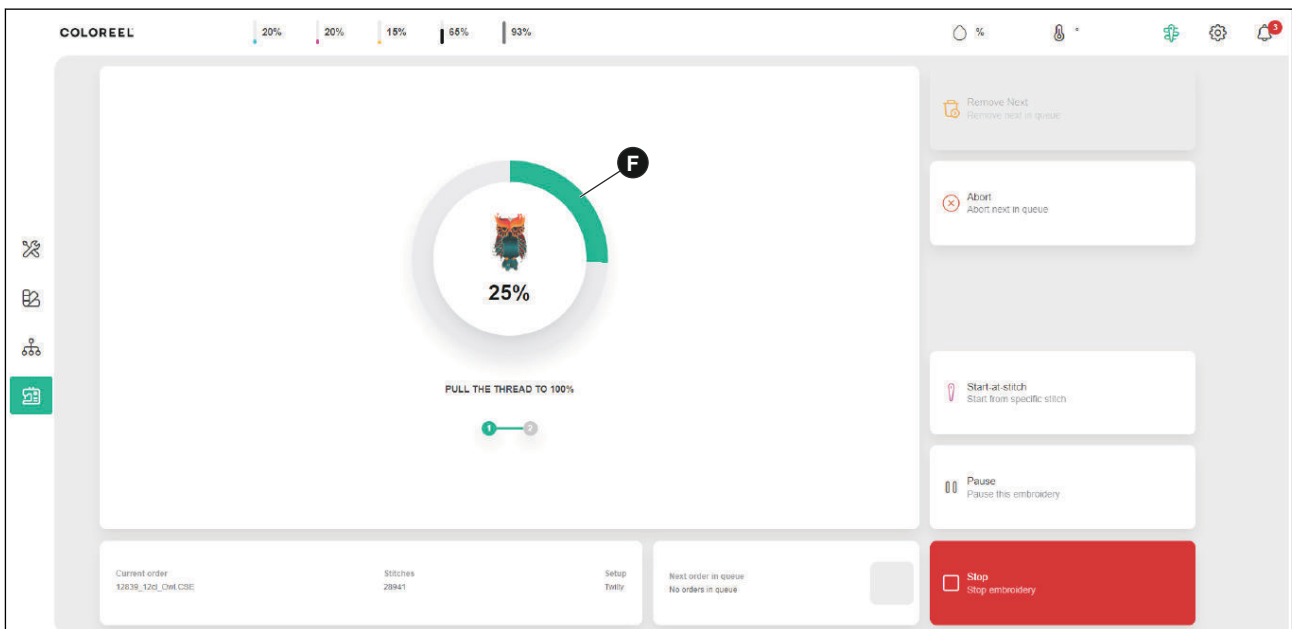 COLOREEL
20%
20%
15%
65%
93%
%
°
3
Remove Next
Remove next in queue
F
Abort
Abort next in queue
25%
PULL THE THREAD TO 100%
1
2
Start-at-stitch
Start from specific stitch
Pause
Pause this embroidery
Current order
12839_12cl_Owl.CSE
Stitches
28941
Setup
Twilly
Next order in queue
No orders in queue
Stop
Stop embroidery